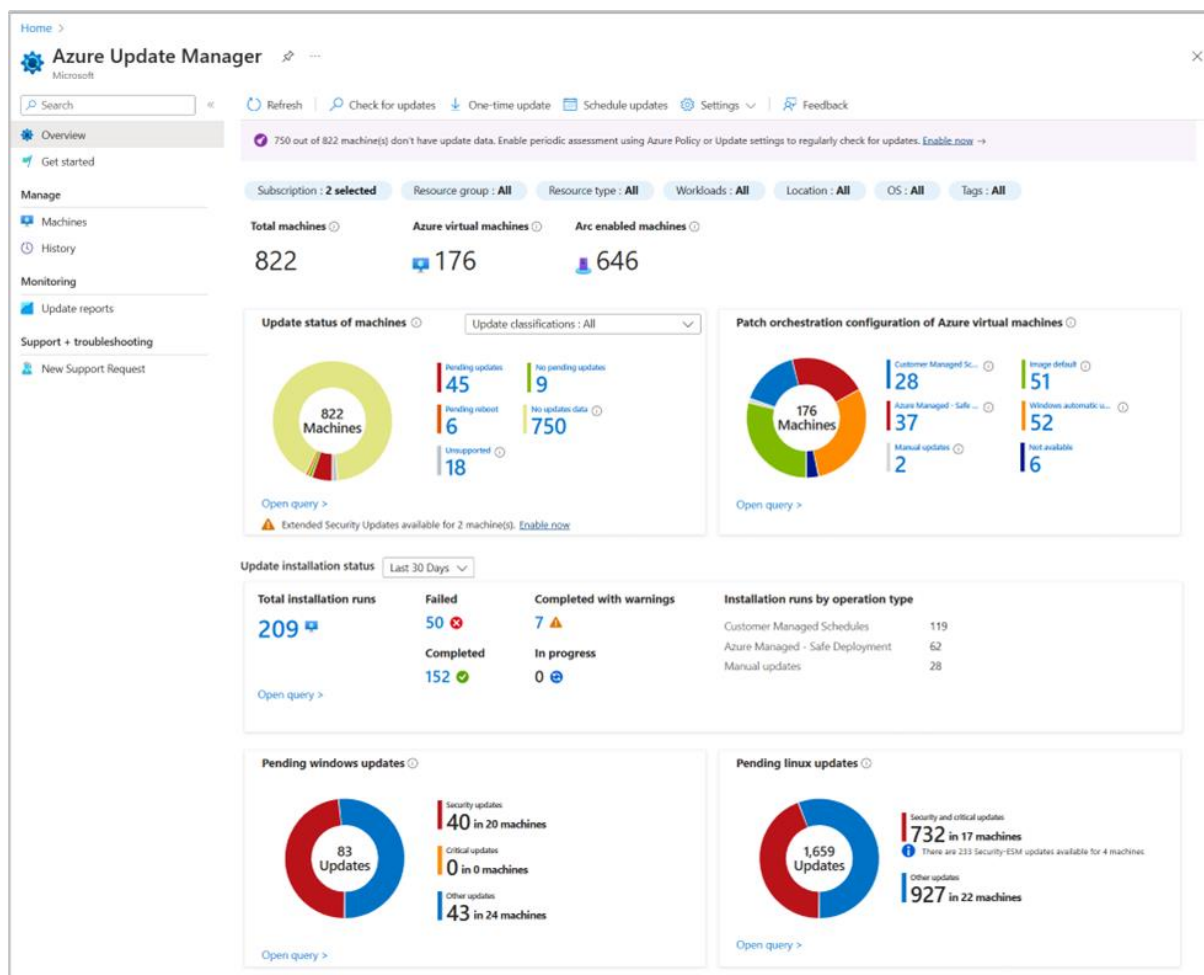 Home >
Azure Update Manager
Microsoft
Search
Refresh Check for updates One-time update Schedule updates Settings Feedback
Overview
Get started
Manage
Machines
History
Monitoring
Update reports
Support + troubleshooting
New Support Request
750 out of 822 machine(s) don't have update data. Enable periodic assessment using Azure Policy or Update settings to regularly check for updates. Enable now →
Subscription : 2 selected Resource group : All Resource type : All Workloads : All Location : All OS : All Tags : All
Total machines Azure virtual machines Arc enabled machines
822 176 646
Update status of machines
Update classifications : All
822
Machines
Pending updates
45
No pending updates
9
Pending reboot
6
No updates data
750
Unsupported
18
Open query >
Extended Security Updates available for 2 machine(s). Enable now
Patch orchestration configuration of Azure virtual machines
176
Machines
Customer Managed Sc...
28
Image default
51
Azure Managed - Safe ...
37
Windows automatic u...
52
Manual updates
2
Not available
6
Open query >
Update installation status Last 30 Days
Total installation runs
209
Open query >
Failed
50
Completed with warnings
7
Completed
152
In progress
0
Installation runs by operation type
Customer Managed Schedules 119
Azure Managed - Safe Deployment 62
Manual updates 28
Pending windows updates
83
Updates
Security updates
40 in 20 machines
Critical updates
0 in 0 machines
Other updates
43 in 24 machines
Open query >
Pending linux updates
1,659
Updates
Security and critical updates
732 in 17 machines
There are 233 Security-ESM updates available for 4 machines
Other updates
927 in 22 machines
Open query >